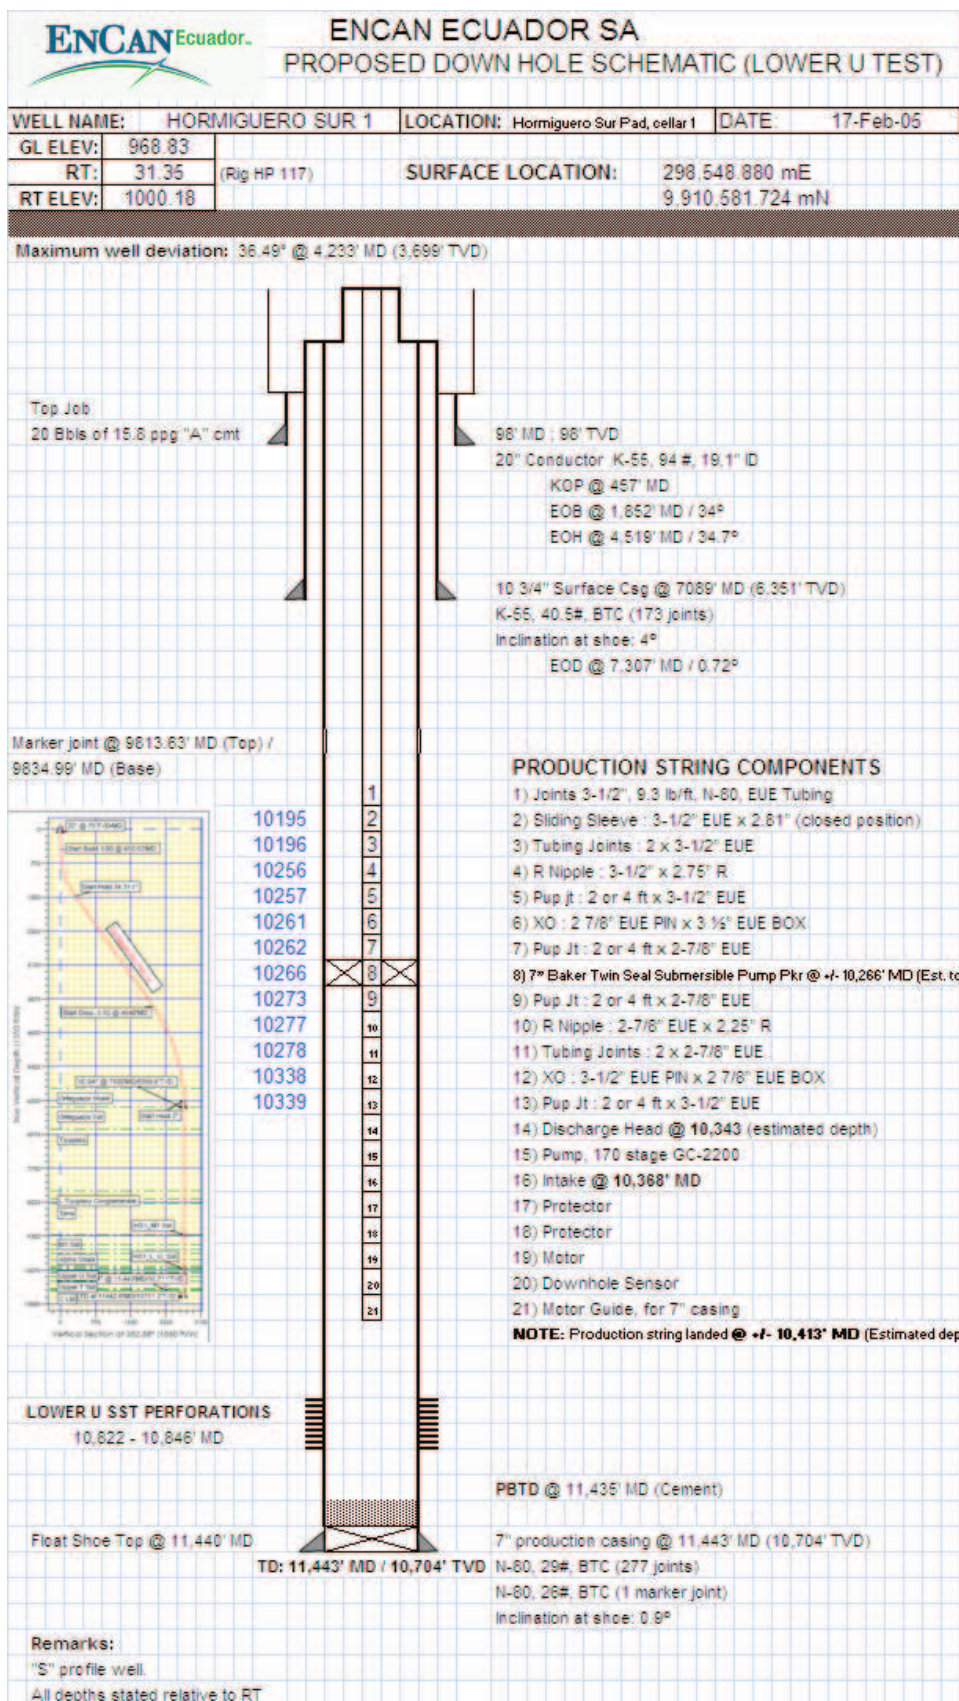 ENCAN Ecuador
ENCAN ECUADOR SA
PROPOSED DOWN HOLE SCHEMATIC (LOWER U TEST)
WELL NAME: HORMIGUERO SUR 1 LOCATION: Hormiguero Sur Pad, cellar 1 DATE: 17-Feb-05
GL ELEV: 968.83
RT: 31.35 (Rig HP 117) SURFACE LOCATION: 298,548.880 mE
RT ELEV: 1000.18 9,910,581.724 mN
Maximum well deviation: 36.49° @ 4,233' MD (3,699' TVD)
Top Job
20 Bbls of 15.8 ppg "A" cmt
98' MD ; 98' TVD
20" Conductor K-55, 94 #, 19.1" ID
KOP @ 457' MD
EOB @ 1,852' MD / 34º
EOH @ 4,519' MD / 34.7º
10 3/4" Surface Csg @ 7089' MD (6,351' TVD)
K-55, 40.5#, BTC (173 joints)
Inclination at shoe: 4º
EOD @ 7,307' MD / 0.72º
Marker joint @ 9813.63' MD (Top) /
9834.99' MD (Base)
PRODUCTION STRING COMPONENTS
1 1) Joints 3-1/2", 9.3 lb/ft, N-80, EUE Tubing
10195 2 2) Sliding Sleeve : 3-1/2" EUE x 2.81" (closed position)
10196 3 3) Tubing Joints : 2 x 3-1/2" EUE
10256 4 4) R Nipple : 3-1/2" x 2.75" R
10257 5 5) Pup jt : 2 or 4 ft x 3-1/2" EUE
10261 6 6) XO : 2 7/8" EUE PIN x 3 ½" EUE BOX
10262 7 7) Pup Jt : 2 or 4 ft x 2-7/8" EUE
10266 8 8) 7" Baker Twin Seal Submersible Pump Pkr @ +/- 10,266' MD (Est. to
10273 9 9) Pup Jt : 2 or 4 ft x 2-7/8" EUE
10277 10 10) R Nipple : 2-7/8" EUE x 2.25" R
10278 11 11) Tubing Joints : 2 x 2-7/8" EUE
10338 12 12) XO : 3-1/2" EUE PIN x 2 7/8" EUE BOX
10339 13 13) Pup Jt : 2 or 4 ft x 3-1/2" EUE
14 14) Discharge Head @ 10,343 (estimated depth)
15 15) Pump, 170 stage GC-2200
16 16) Intake @ 10,368' MD
17 17) Protector
18 18) Protector
19 19) Motor
20 20) Downhole Sensor
21 21) Motor Guide, for 7" casing
NOTE: Production string landed @ +/- 10,413' MD (Estimated dep
Vertical Section at
LOWER U SST PERFORATIONS
10,822 - 10,846' MD
PBTD @ 11,435' MD (Cement)
Float Shoe Top @ 11,440' MD
7" production casing @ 11,443' MD (10,704' TVD)
TD: 11,443' MD / 10,704' TVD
N-80, 29#, BTC (277 joints)
N-80, 26#, BTC (1 marker joint)
Inclination at shoe: 0.9º
Remarks:
"S" profile well.
All depths stated relative to RT